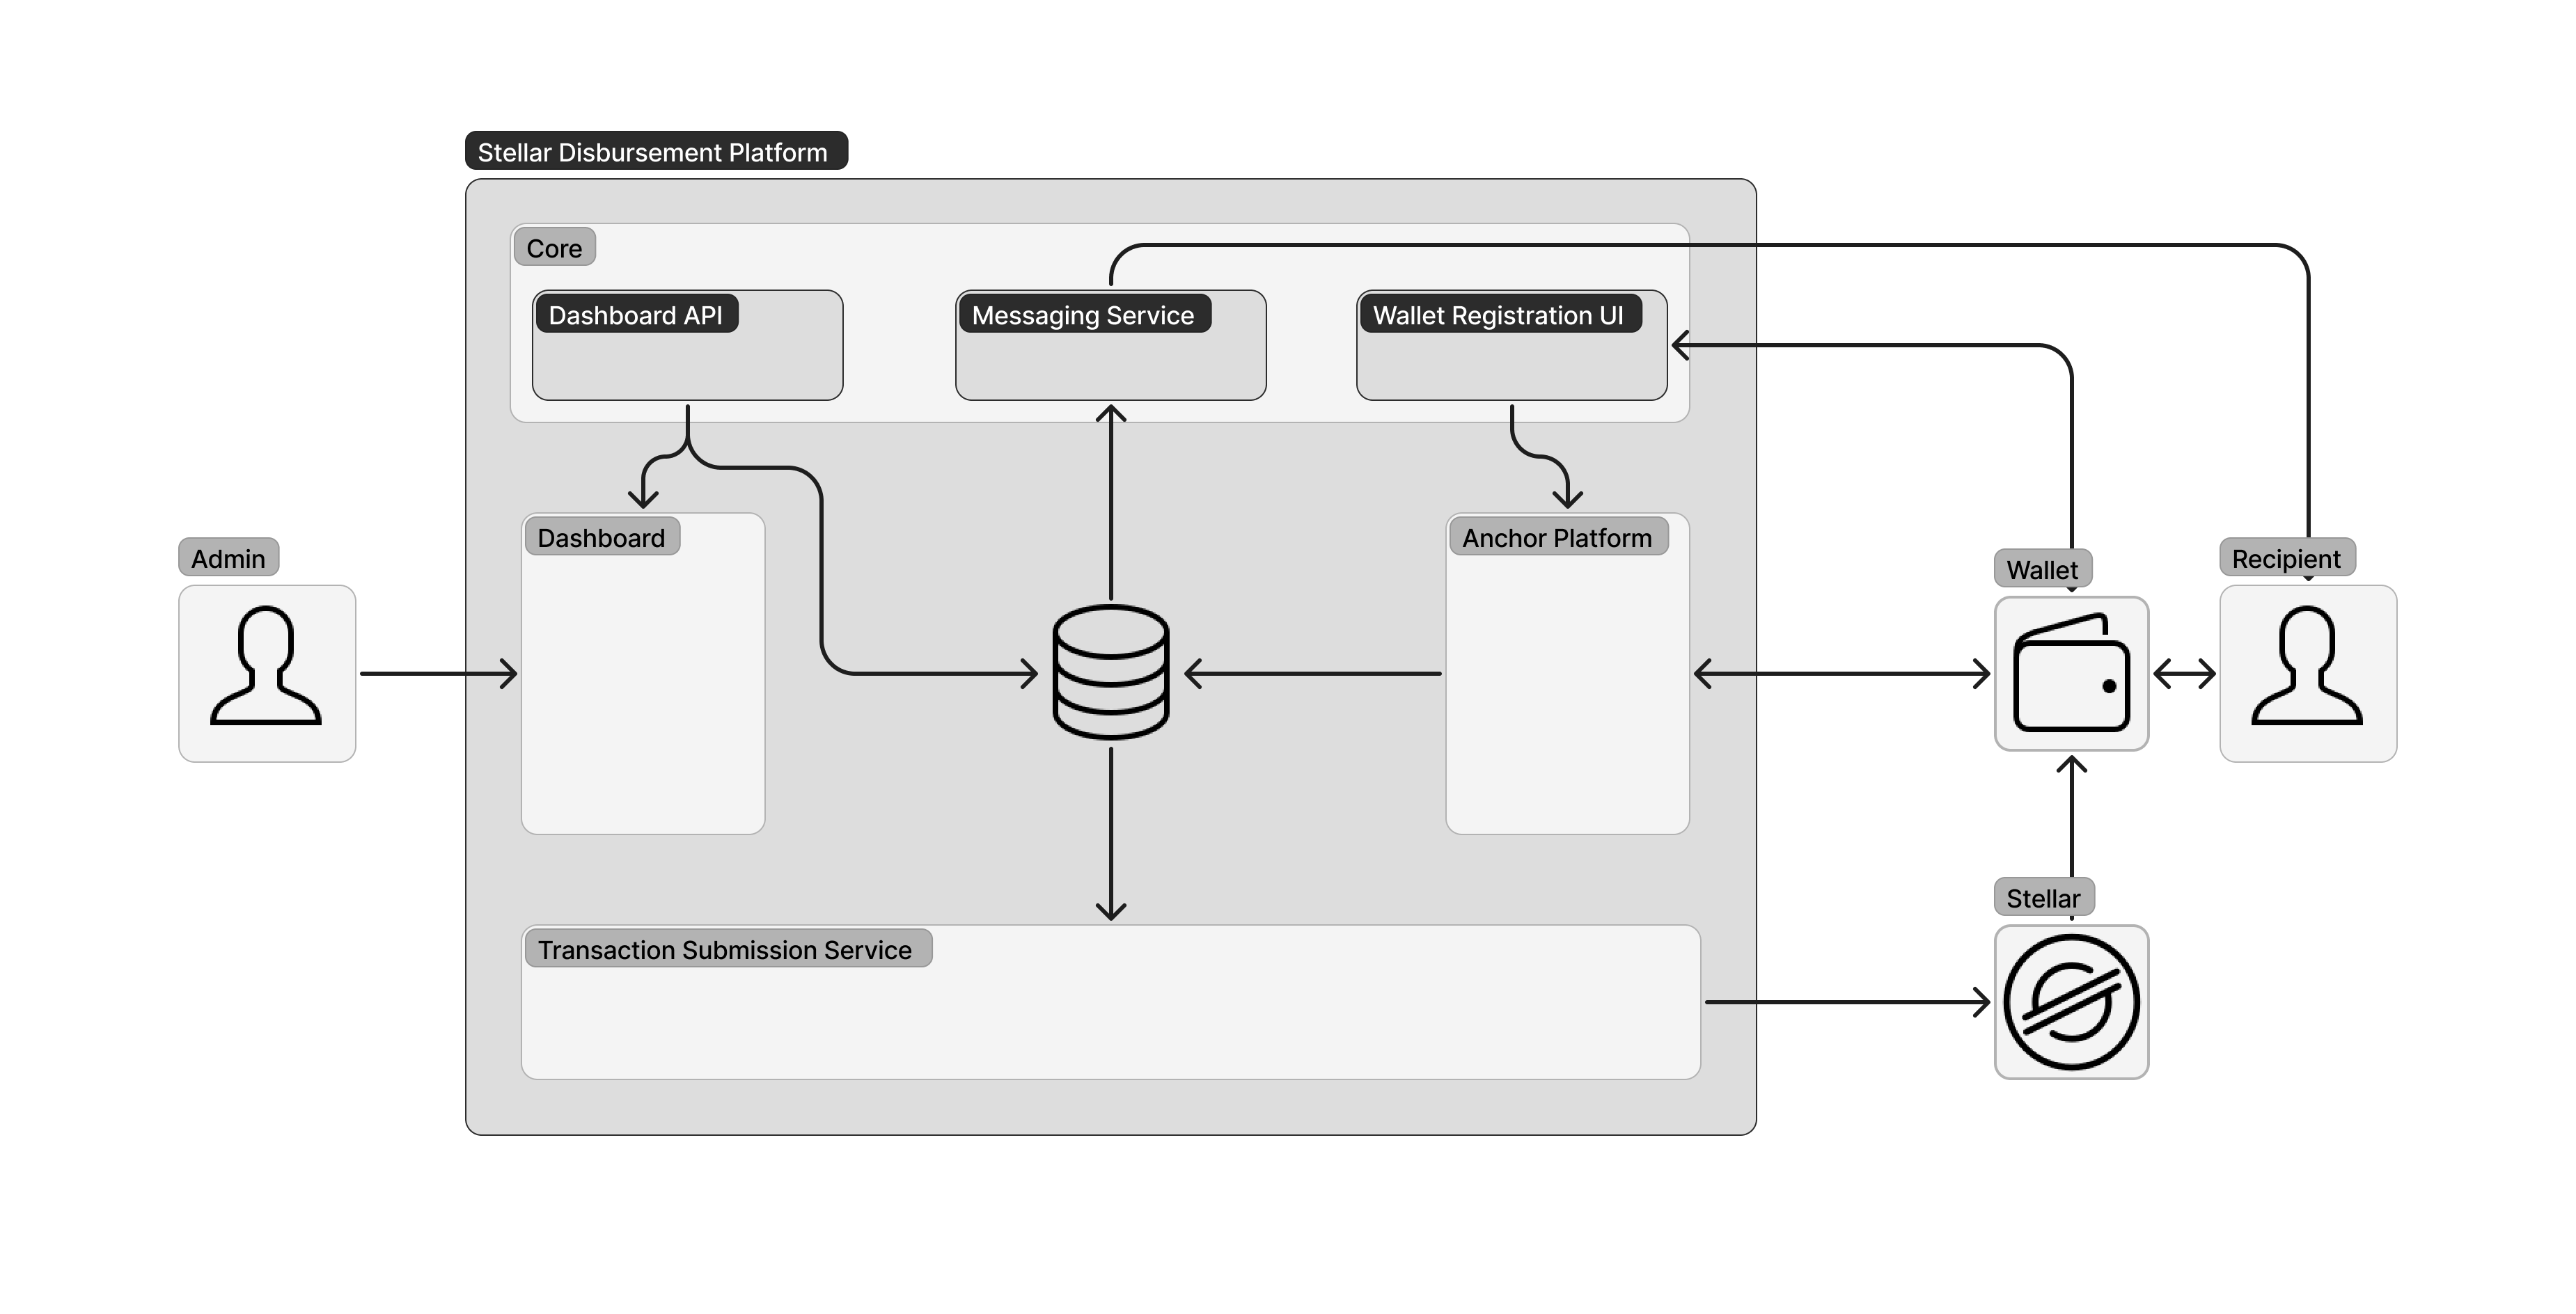 Stellar Disbursement Platform
Core
Dashboard API
Messaging Service
Wallet Registration UI
Dashboard
Anchor Platform
Admin
Wallet
Recipient
Stellar
Transaction Submission Service